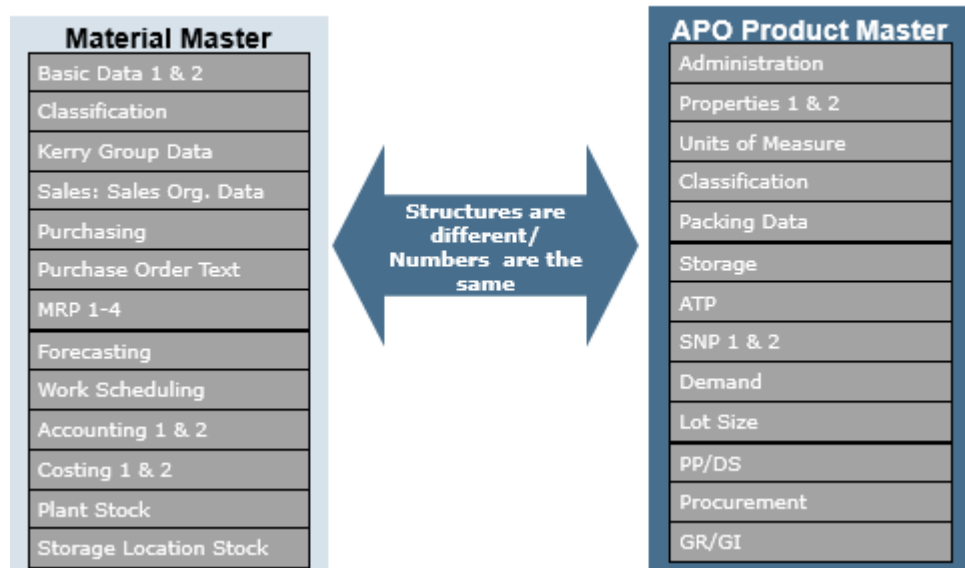 Material Master
Basic Data 1 & 2
Classification
Kerry Group Data
Sales: Sales Org. Data
Purchasing
Purchase Order Text
MRP 1-4
Forecasting
Work Scheduling
Accounting 1 & 2
Costing 1 & 2
Plant Stock
Storage Location Stock
Structures are
different/
Numbers are the
same
APO Product Master
Administration
Properties 1 & 2
Units of Measure
Classification
Packing Data
Storage
ATP
SNP 1 & 2
Demand
Lot Size
PP/DS
Procurement
GR/GI